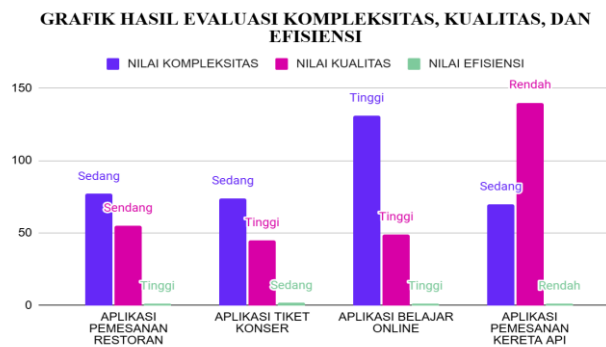 GRAFIK HASIL EVALUASI KOMPLEKSITAS, KUALITAS, DAN
EFISIENSI
NILAI KOMPLEKSITAS NILAI KUALITAS NILAI EFISIENSI
150
100
50
0
Sedang
Sendang
Tinggi
Sedang
Tinggi
Sedang
Tinggi
Tinggi
Tinggi
Sedang
Rendah
Rendah
APLIKASI
PEMESANAN
RESTORAN
APLIKASI TIKET
KONSER
APLIKASI BELAJAR
ONLINE
APLIKASI
PEMESANAN
KERETA API